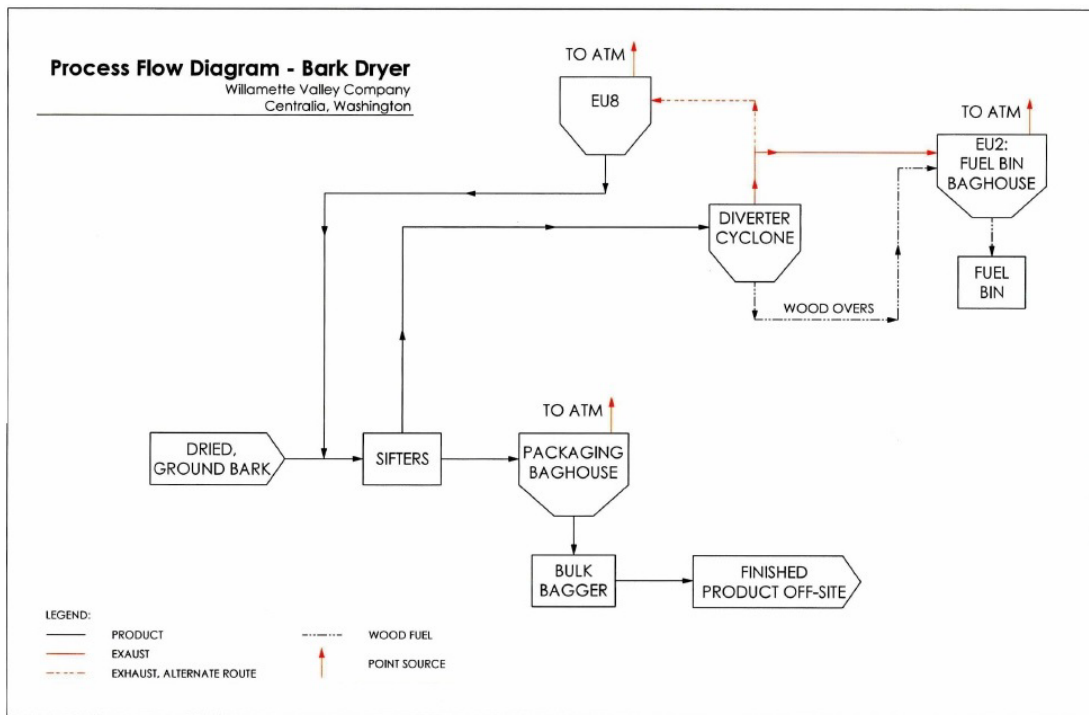 Process Flow Diagram - Bark Dryer
Willamette Valley Company
Centralia, Washington
TO ATM
EU8
TO ATM
EU2:
FUEL BIN
BAGHOUSE
DIVERTER
CYCLONE
FUEL
BIN
WOOD OVERS
TO ATM
DRIED,
GROUND BARK
SIFTERS
PACKAGING
BAGHOUSE
BULK
BAGGER
FINISHED
PRODUCT OFF-SITE
LEGEND:
PRODUCT
EXAUST
EXHAUST, ALTERNATE ROUTE
WOOD FUEL
POINT SOURCE